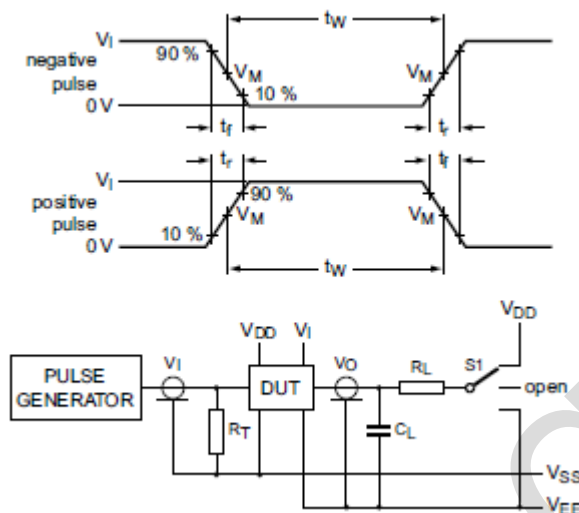 VI
negative
pulse
0 V
90 %
VM
10 %
tW
VM
tf
tr
VI
positive
pulse
0 V
tr
tf
90 %
VM
10 %
VM
tW
VDD
VI
VDD
PULSE
GENERATOR
VI
DUT
VO
RL
S1
open
RT
CL
VSS
VEE